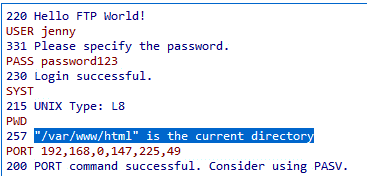 220 Hello FTP World!
USER jenny
331 Please specify the password.
PASS password123
230 Login successful.
SYST
215 UNIX Type: L8
PWD
257 "/var/www/html" is the current directory
PORT 192,168,0,147,225,49
200 PORT command successful. Consider using PASV.